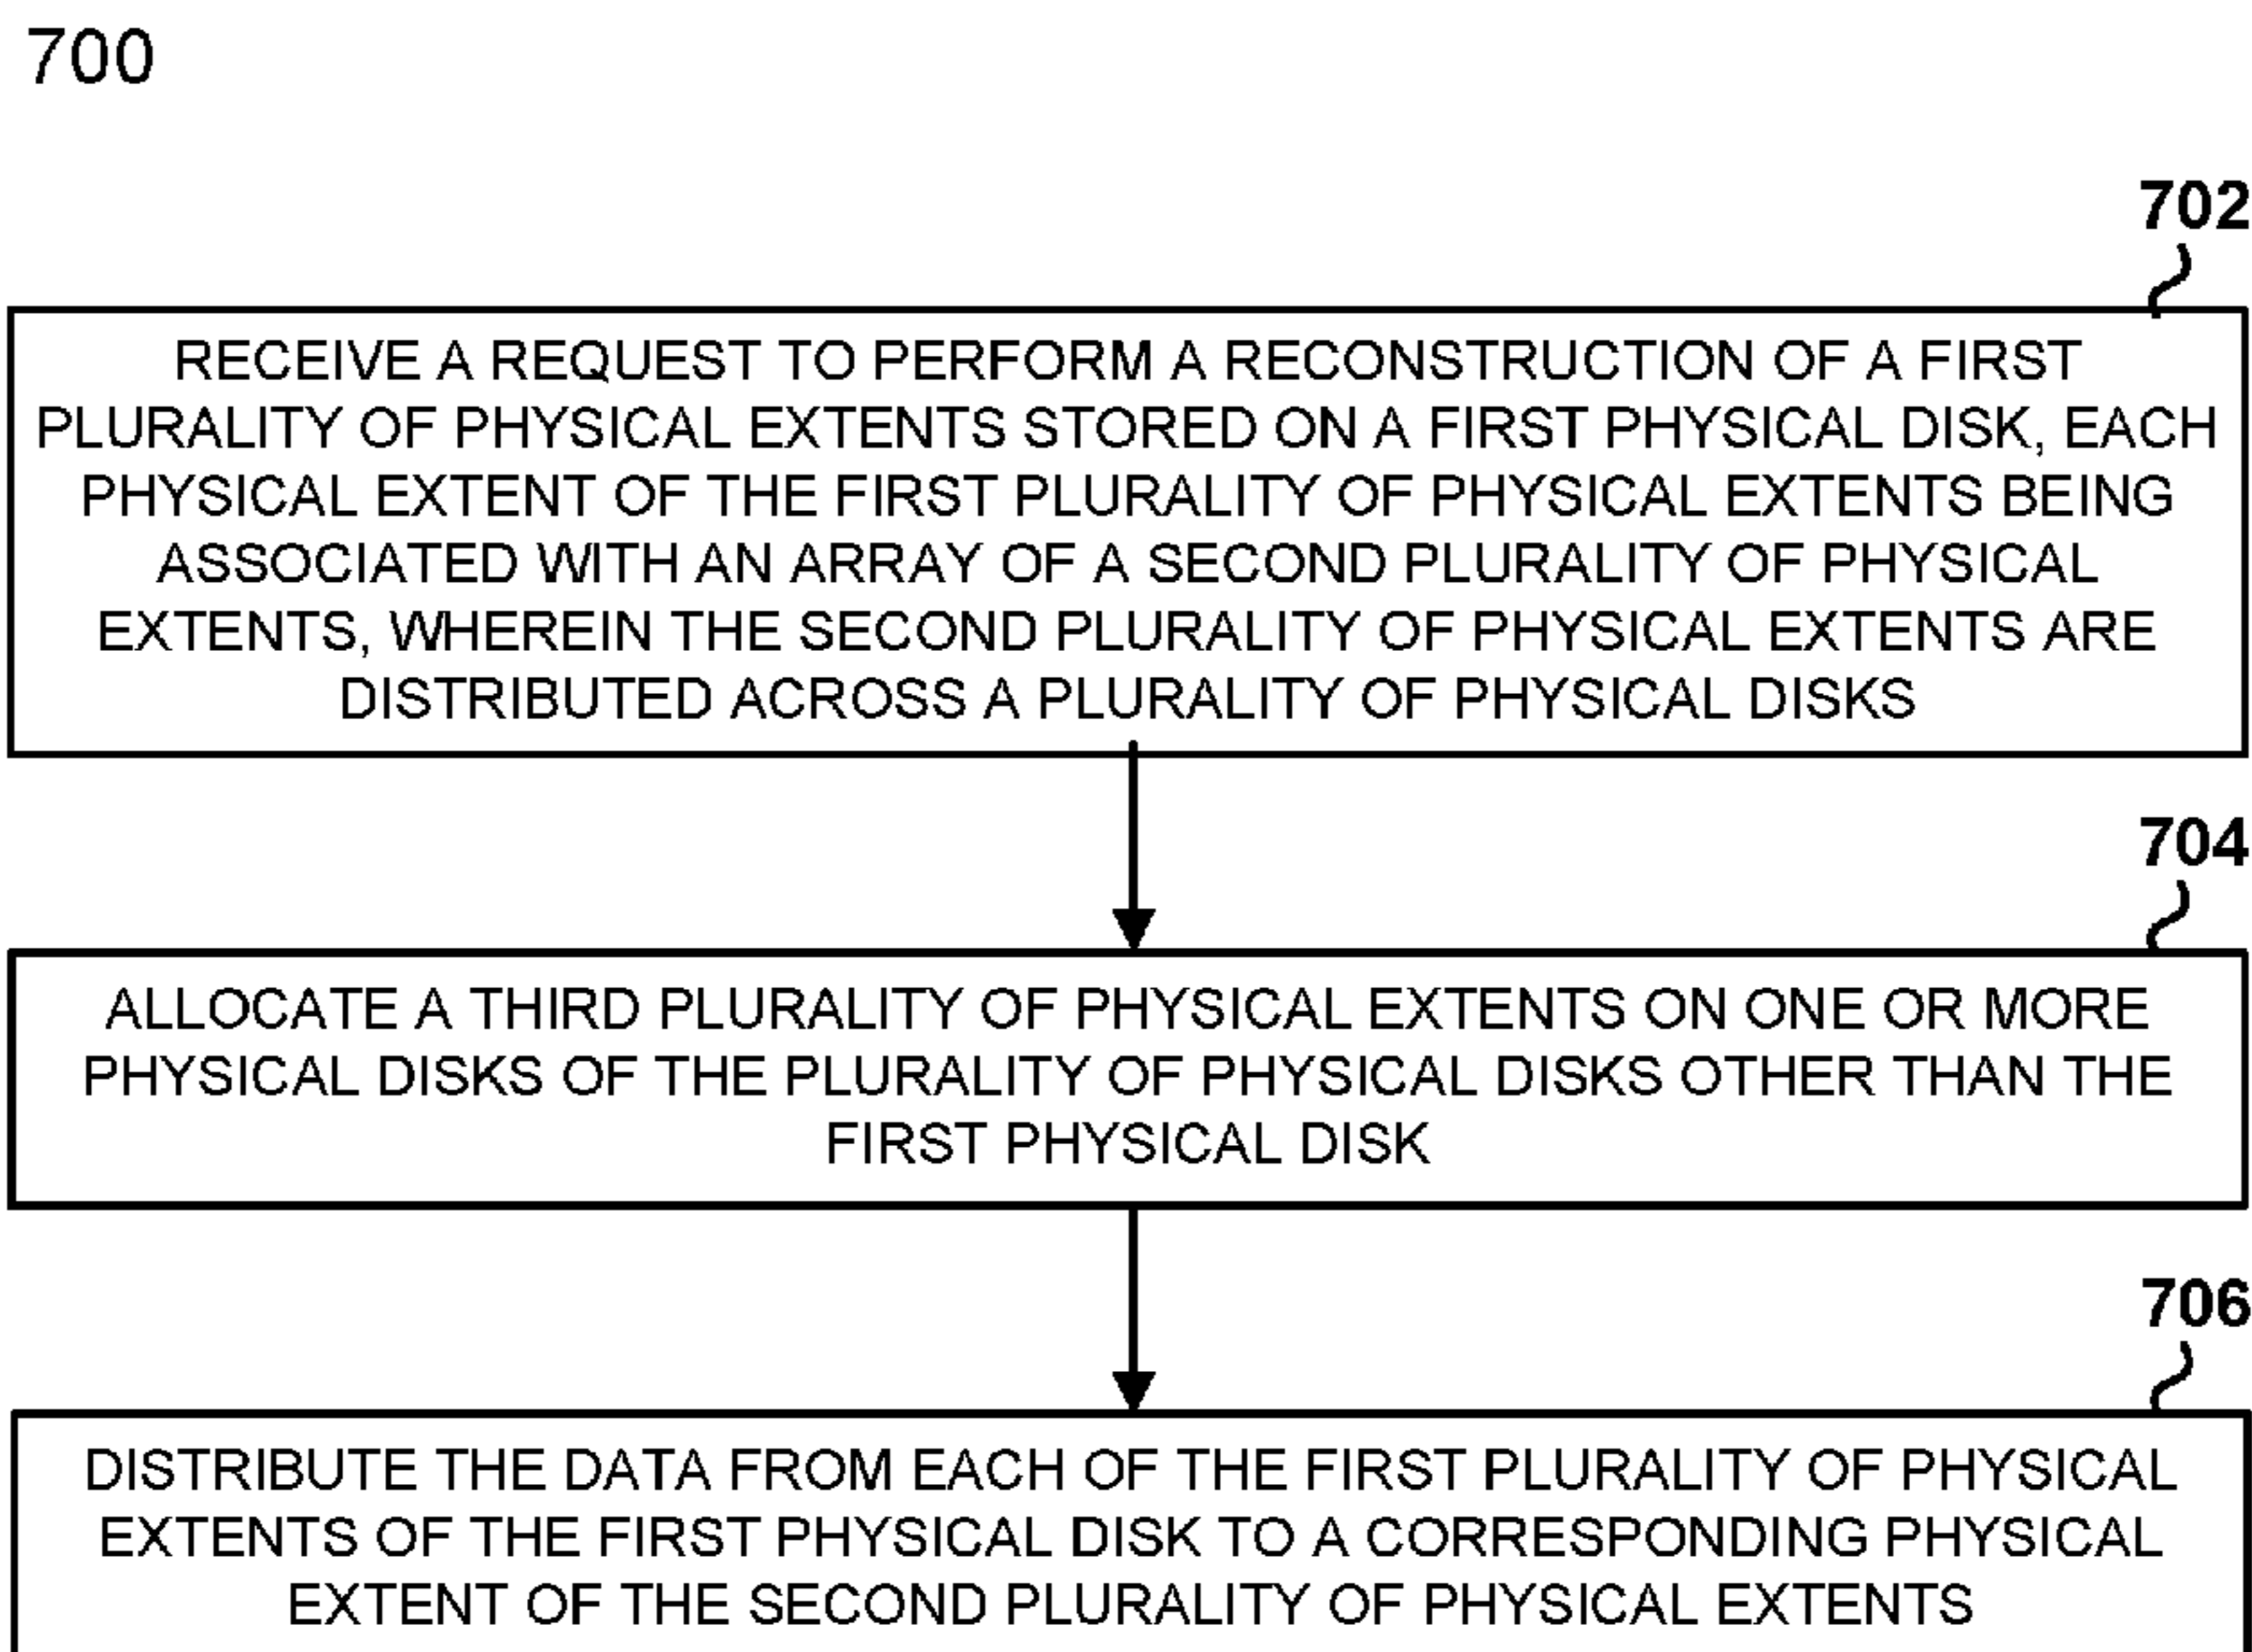 700
702
RECEIVE A REQUEST TO PERFORM A RECONSTRUCTION OF A FIRST
PLURALITY OF PHYSICAL EXTENTS STORED ON A FIRST PHYSICAL DISK, EACH
PHYSICAL EXTENT OF THE FIRST PLURALITY OF PHYSICAL EXTENTS BEING
ASSOCIATED WITH AN ARRAY OF A SECOND PLURALITY OF PHYSICAL
EXTENTS, WHEREIN THE SECOND PLURALITY OF PHYSICAL EXTENTS ARE
DISTRIBUTED ACROSS A PLURALITY OF PHYSICAL DISKS
704
ALLOCATE A THIRD PLURALITY OF PHYSICAL EXTENTS ON ONE OR MORE
PHYSICAL DISKS OF THE PLURALITY OF PHYSICAL DISKS OTHER THAN THE
FIRST PHYSICAL DISK
706
DISTRIBUTE THE DATA FROM EACH OF THE FIRST PLURALITY OF PHYSICAL
EXTENTS OF THE FIRST PHYSICAL DISK TO A CORRESPONDING PHYSICAL
EXTENT OF THE SECOND PLURALITY OF PHYSICAL EXTENTS